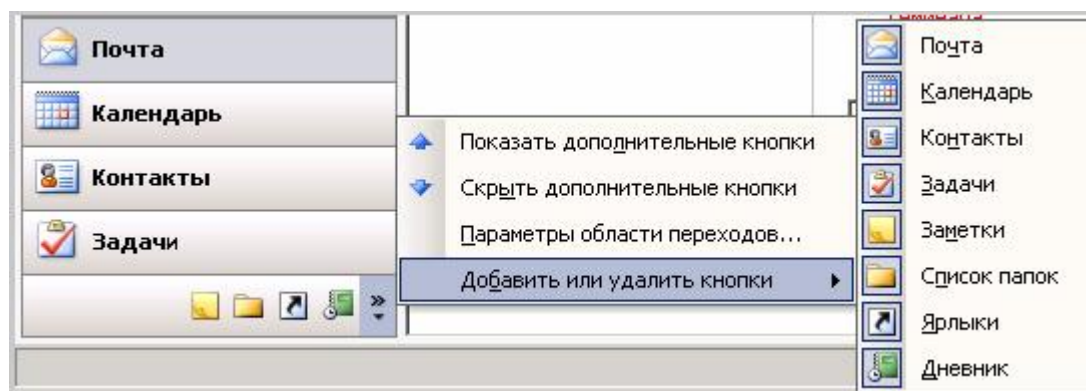 Почта
Календарь
Контакты
Задачи
Показать дополнительные кнопки
Скрыть дополнительные кнопки
Параметры области переходов...
Добавить или удалить кнопки
Почта
Календарь
Контакты
Задачи
Заметки
Список папок
Ярлыки
Дневник